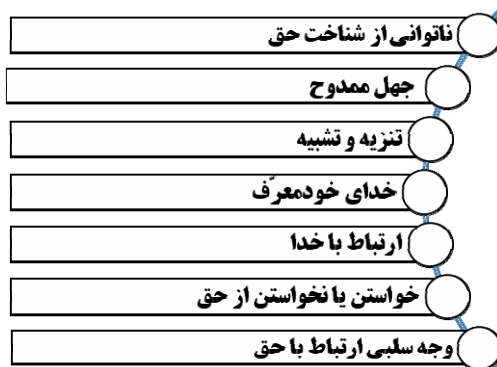 ناتوانی از شناخت حق
جهل ممدوح
تنزیه و تشبیه
خدای خودمعرّف
ارتباط با خدا
خواستن یا نخواستن از حق
وجه سلبی ارتباط با حق